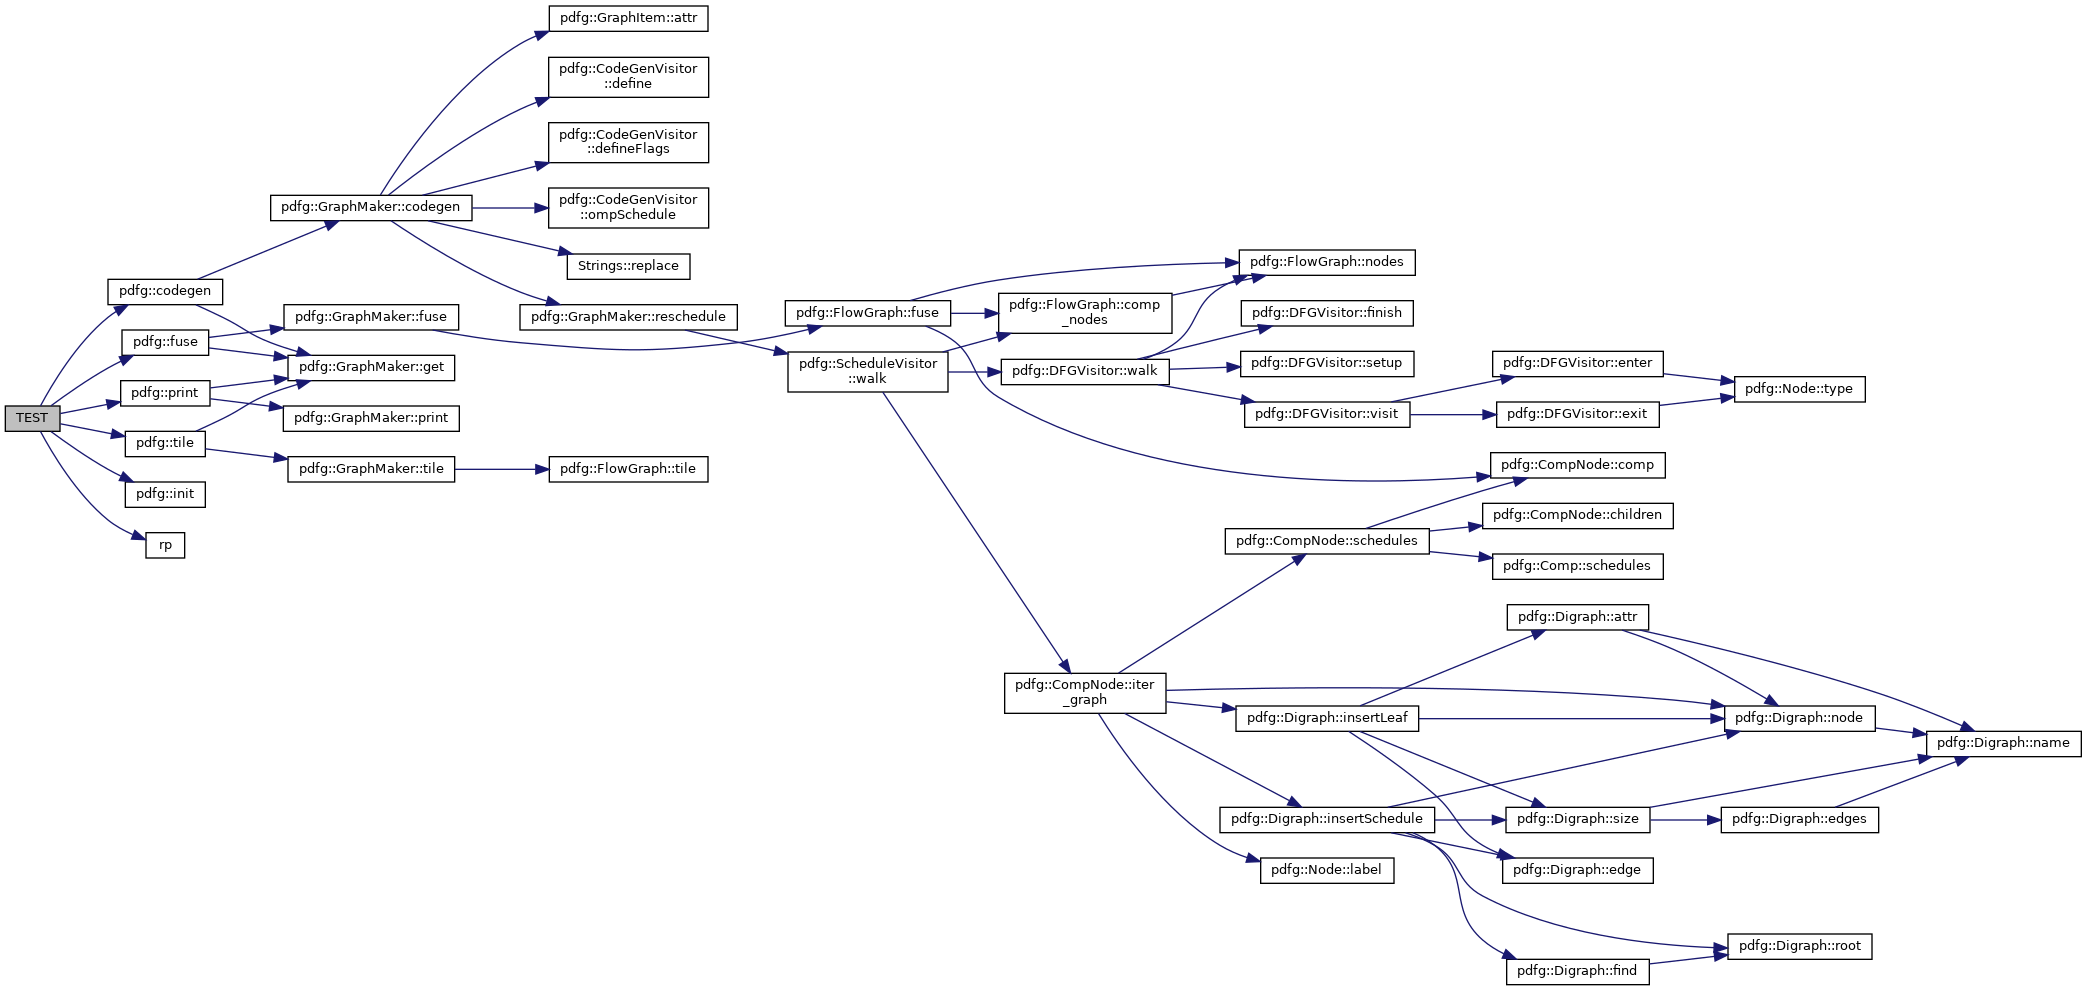 pdfg::GraphItem::attr
pdfg::CodeGenVisitor
::define
pdfg::CodeGenVisitor
::defineFlags
pdfg::GraphMaker::codegen
pdfg::CodeGenVisitor
::ompSchedule
Strings::replace
pdfg::GraphMaker::reschedule
pdfg::codegen
pdfg::GraphMaker::fuse
pdfg::fuse
pdfg::GraphMaker::get
pdfg::print
pdfg::GraphMaker::print
TEST
pdfg::tile
pdfg::GraphMaker::tile
pdfg::FlowGraph::tile
pdfg::init
rp
pdfg::FlowGraph::fuse
pdfg::ScheduleVisitor
::walk
pdfg::FlowGraph::comp
_nodes
pdfg::DFGVisitor::walk
pdfg::FlowGraph::nodes
pdfg::DFGVisitor::finish
pdfg::DFGVisitor::setup
pdfg::DFGVisitor::visit
pdfg::DFGVisitor::enter
pdfg::DFGVisitor::exit
pdfg::Node::type
pdfg::CompNode::comp
pdfg::CompNode::children
pdfg::CompNode::schedules
pdfg::Comp::schedules
pdfg::CompNode::iter
_graph
pdfg::Digraph::attr
pdfg::Digraph::insertLeaf
pdfg::Digraph::node
pdfg::Digraph::name
pdfg::Digraph::insertSchedule
pdfg::Digraph::size
pdfg::Digraph::edges
pdfg::Node::label
pdfg::Digraph::edge
pdfg::Digraph::root
pdfg::Digraph::find